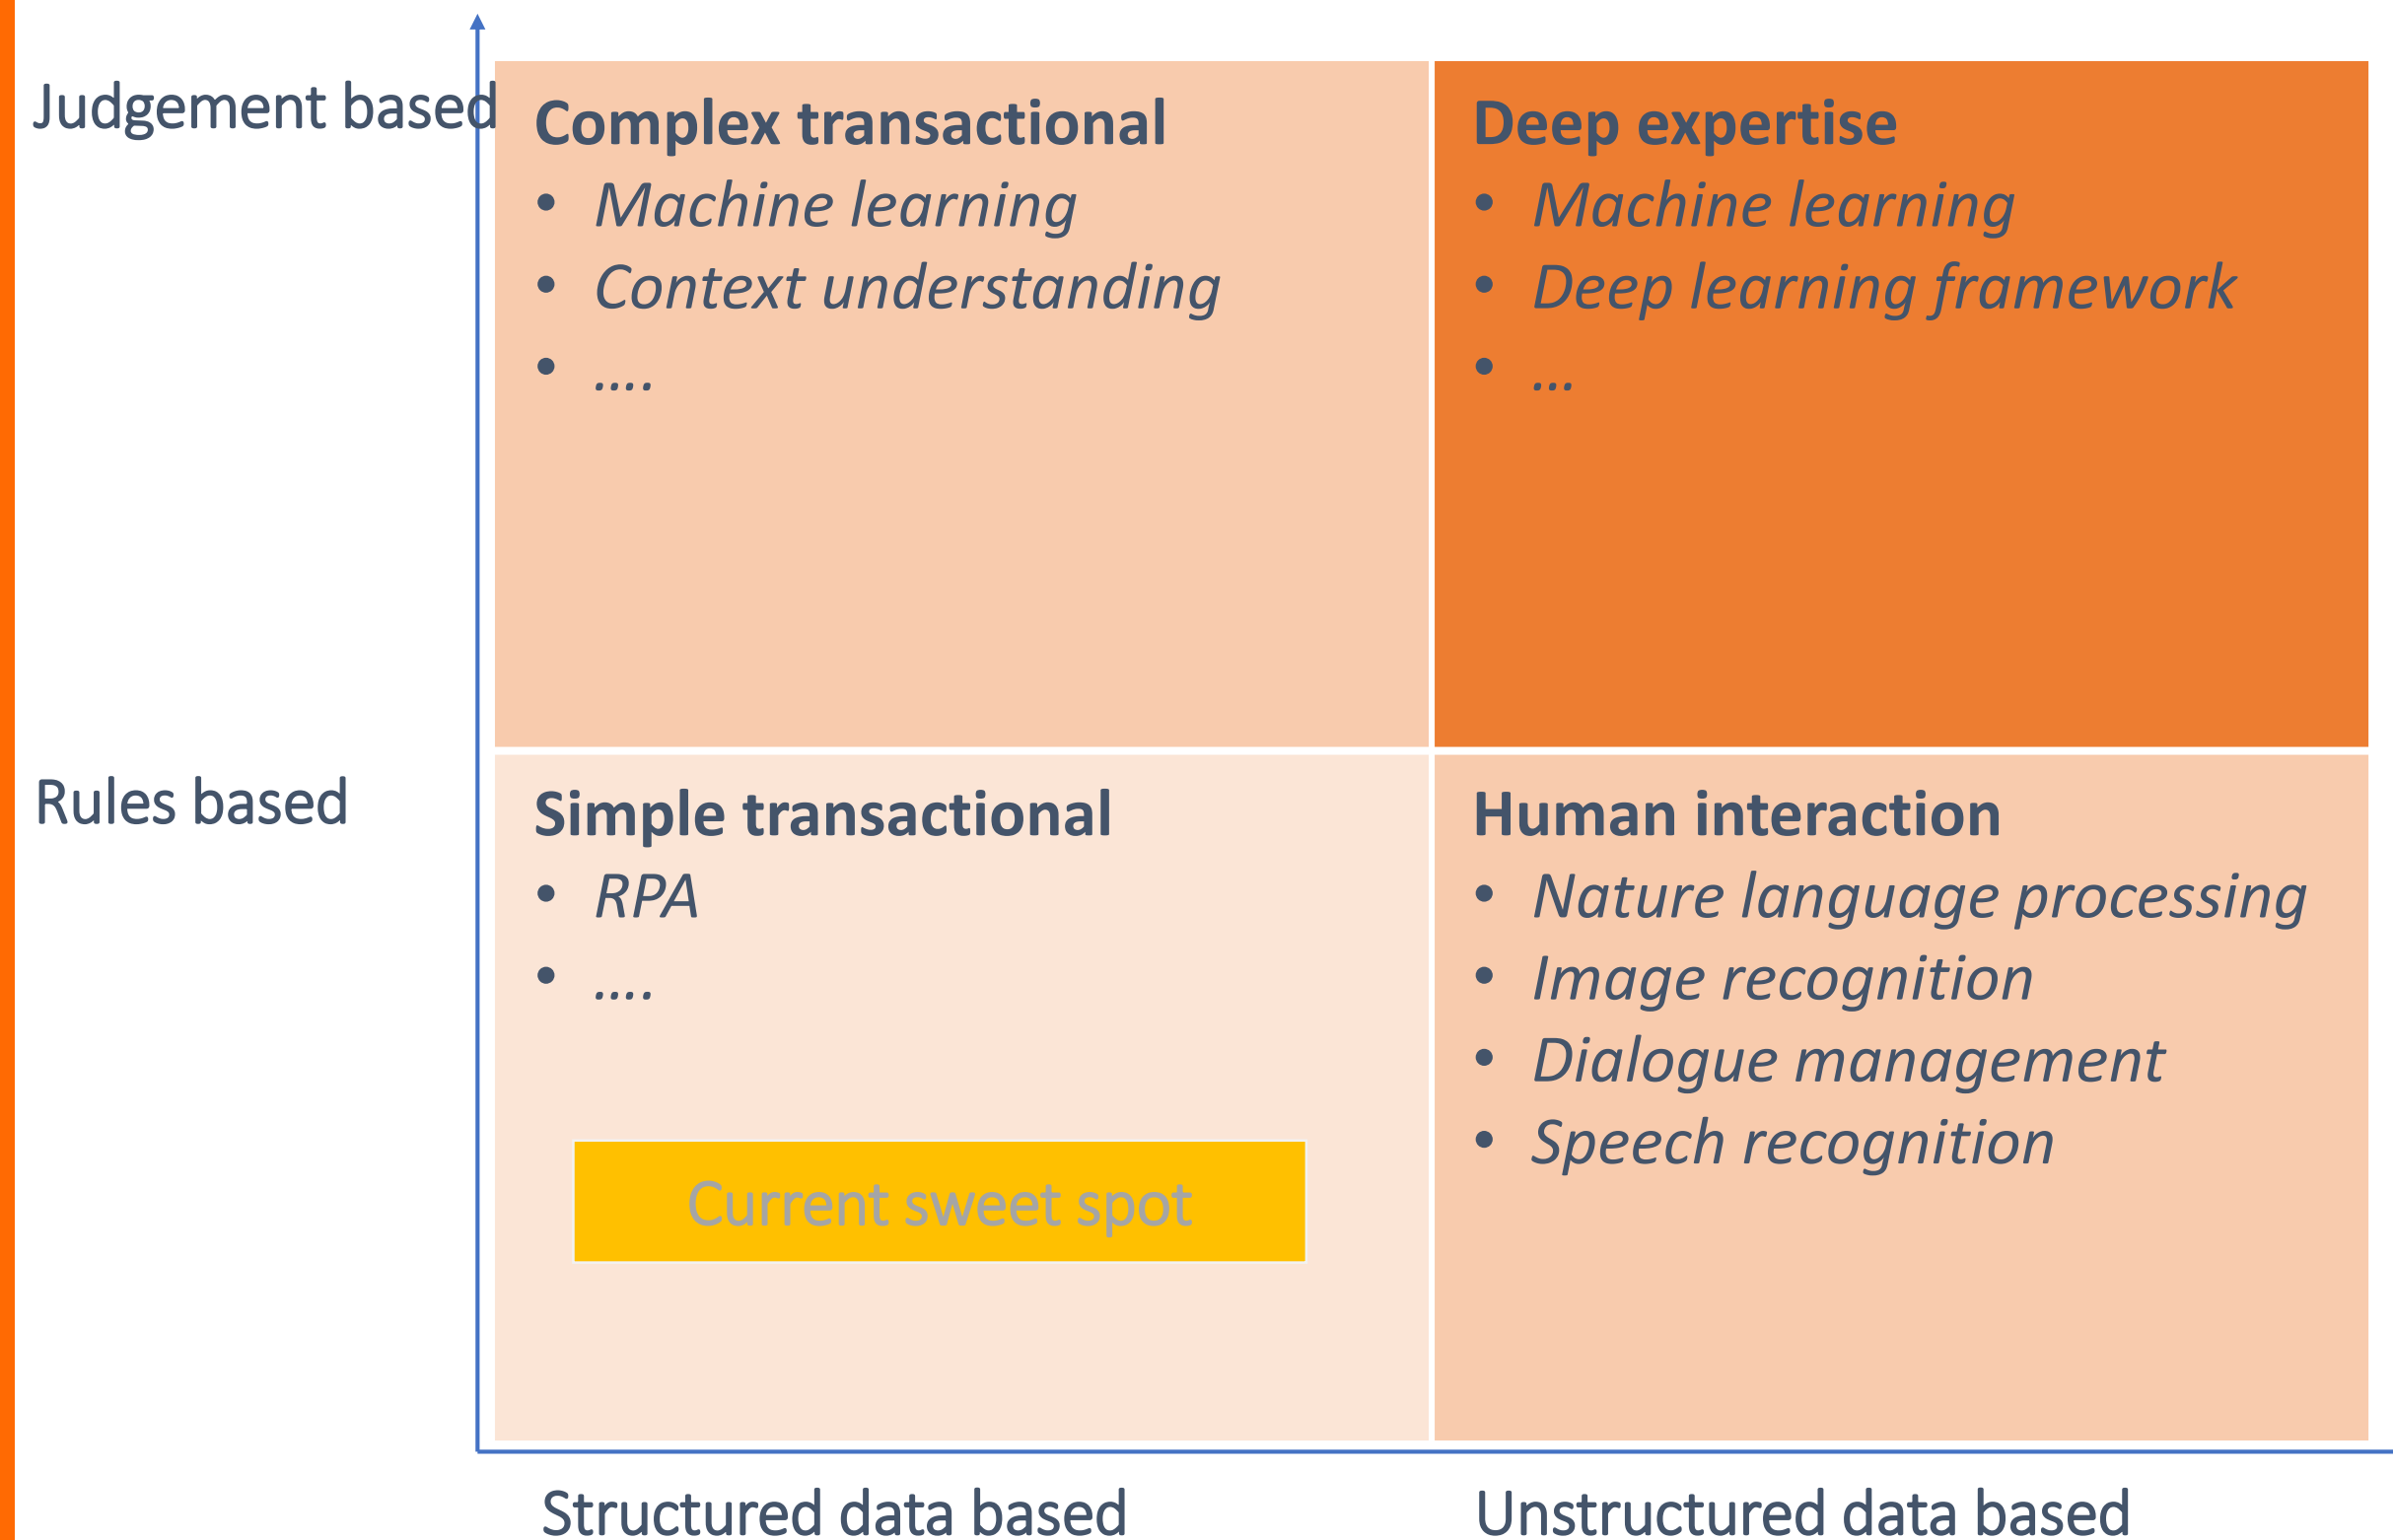 Judgement based
Complex transactional
• Machine learning
• Context understanding
• ....
Deep expertise
• Machine learning
• Deep learning framework
• ...
Rules based
Simple transactional
• RPA
• ....
Current sweet spot
Human interaction
• Nature language processing
• Image recognition
• Dialogue management
• Speech recognition
Structured data based
Unstructured data based